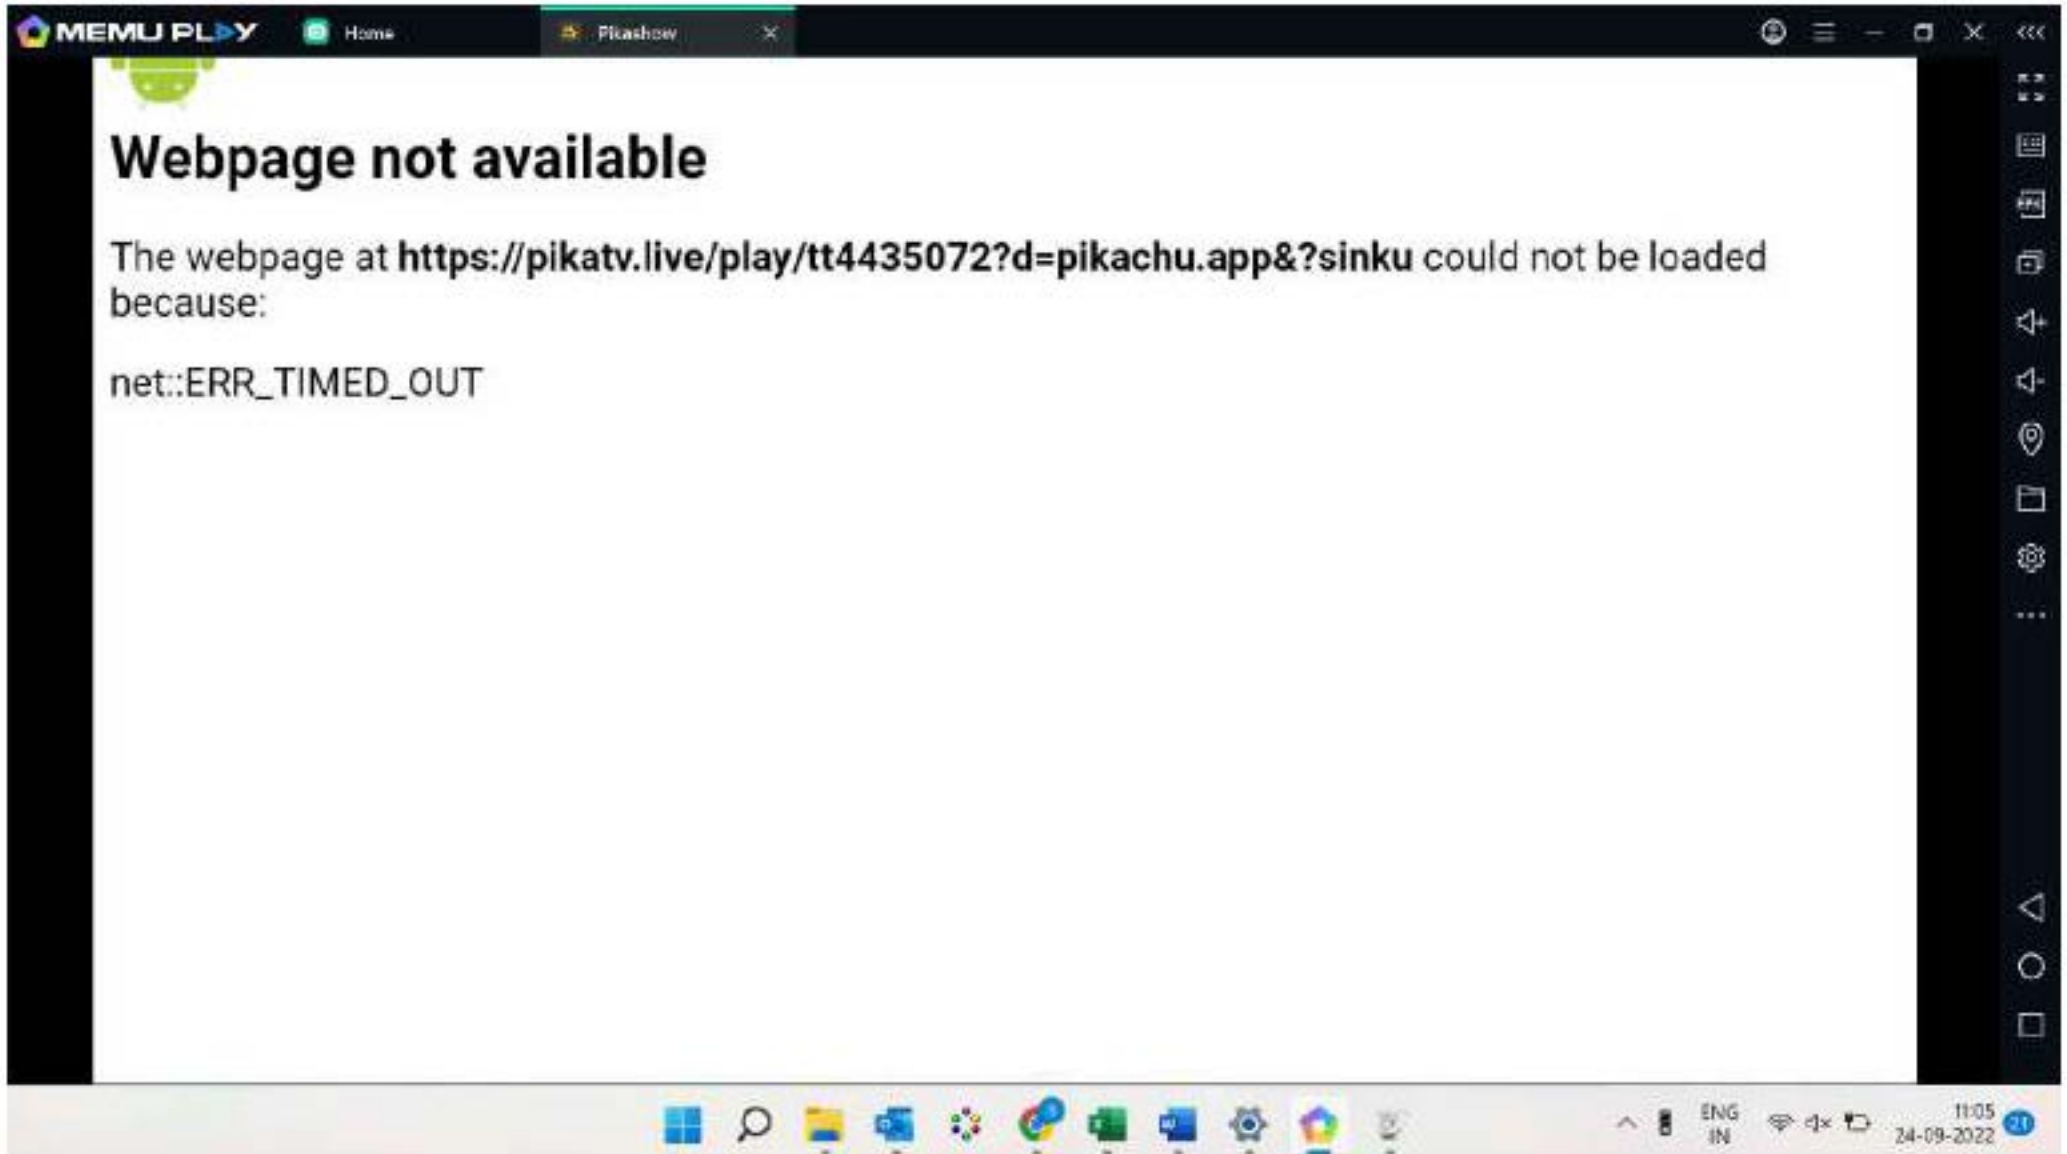 MEMU PLAY
Home
Pikashow
Webpage not available
The webpage at https://pikatv.live/play/tt4435072?d=pikachu.app&?sinku could not be loaded
because:
net::ERR_TIMED_OUT
ENG
IN
11:05
24-09-2022